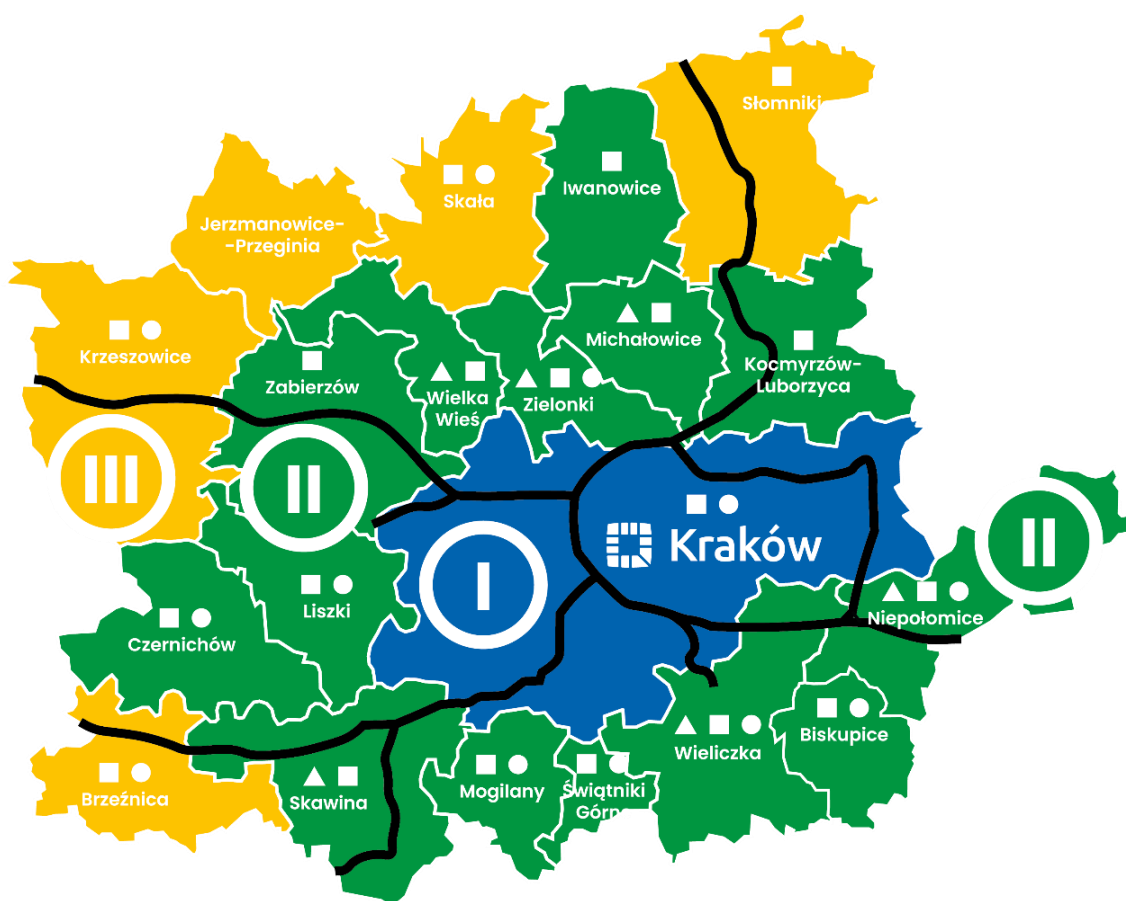 Słomniki
Iwanowice
Skała
Jerzmanowice-
-Przeginia
Krzeszowice
Michałowice
Zabierzów
Wielka
Wieś
Zielonki
Kocmyrzów-
Luborzyca
III
II
I
Kraków
II
Liszki
Czernichów
Niepołomice
Wieliczka
Biskupice
Brzeźnica
Skawina
Mogilany
Świątniki
Górn